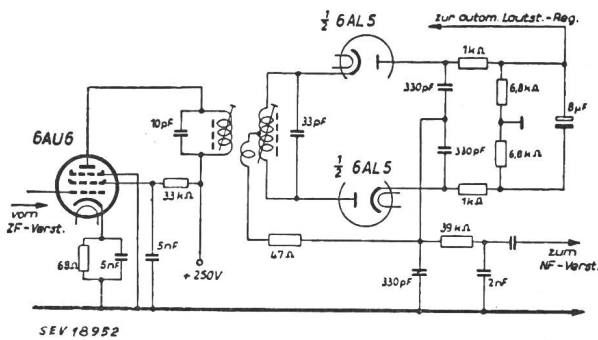 ½ 6AL5
zur autom. Lautst.-Reg.
1kΩ
330pF
6,8kΩ
8µF
10pF
33pF
6AU6
330pF
6,8kΩ
½ 6AL5
1kΩ
33kΩ
vom
ZF-Verst.
5nF
+250V
47Ω
39kΩ
zum
NF-Verst.
68Ω
5nF
330pF
2nF
SEV 18952